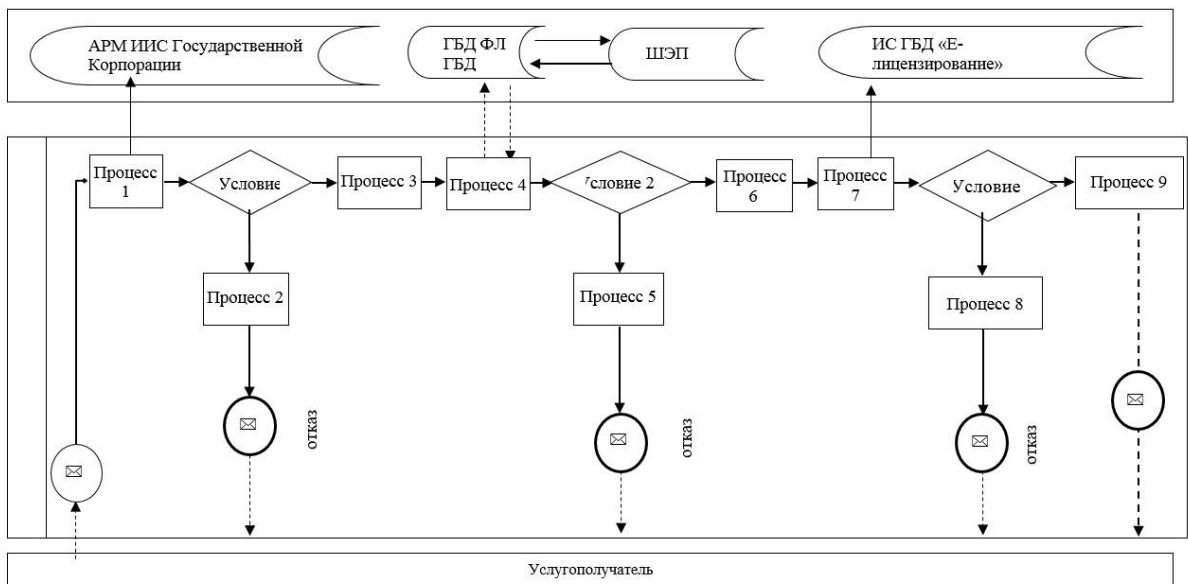 АРМ ИИС Государственной
Корпорации
ГБД ФЛ
ГБД
ШЭП
ИС ГБД «Е-
лицензирование»
Процесс
1
Условие
Процесс 3
Процесс 4
Условие 2
Процесс
6
Процесс
7
Условие
Процесс 9
Процесс 2
Процесс 5
Процесс 8
отказ
отказ
отказ
Услугополучатель